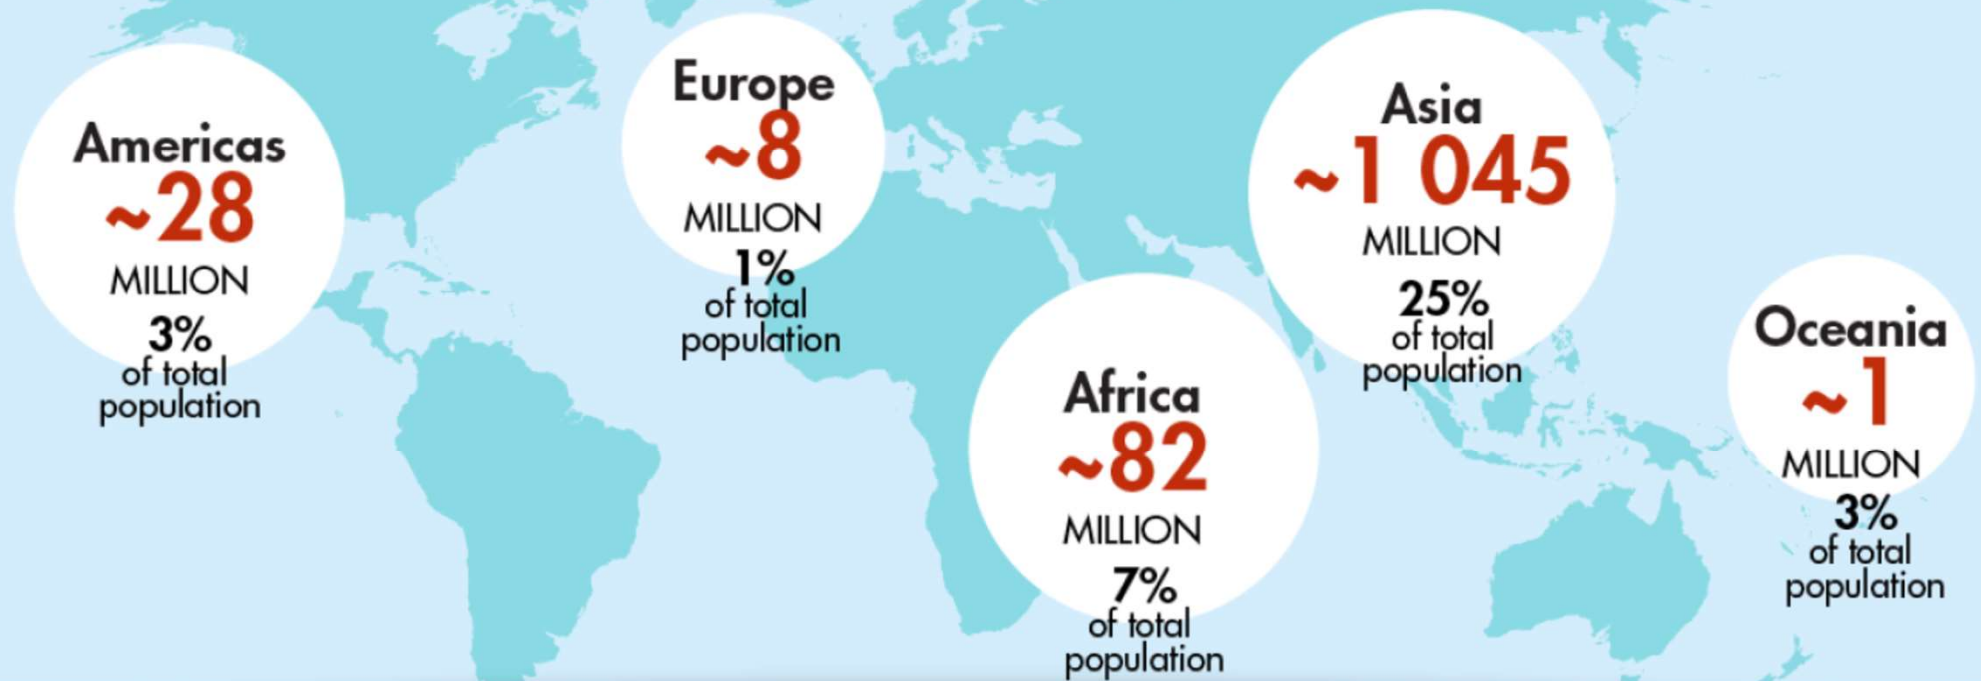 Americas
~28
MILLION
3%
of total
population
Europe
~8
MILLION
1%
of total
population
Africa
~82
MILLION
7%
of total
population
Asia
~1 045
MILLION
25%
of total
population
Oceania
~1
MILLION
3%
of total
population